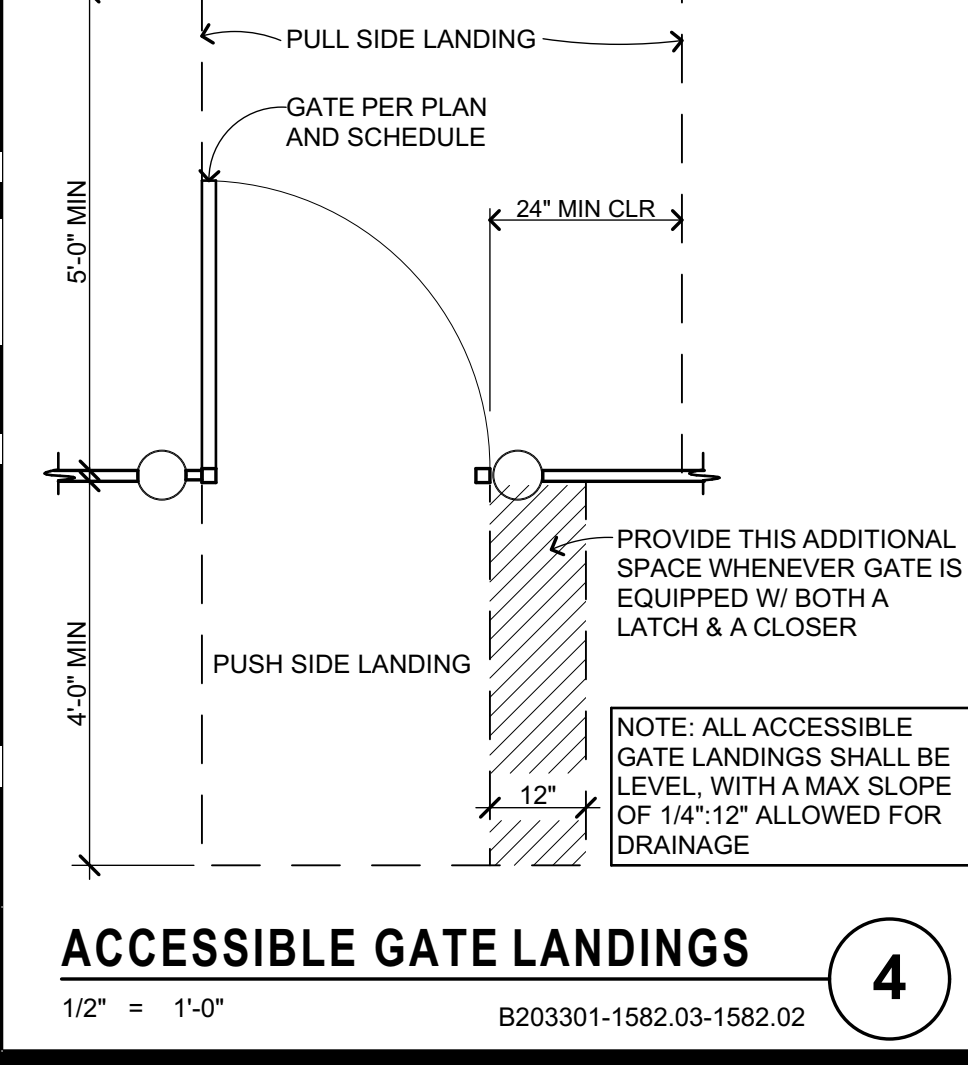 PULL SIDE LANDING
GATE PER PLAN
AND SCHEDULE
5'-0" MIN
24" MIN CLR
PROVIDE THIS ADDITIONAL
SPACE WHENEVER GATE IS
EQUIPPED W/ BOTH A
LATCH & A CLOSER
4'-0" MIN
PUSH SIDE LANDING
NOTE: ALL ACCESSIBLE
GATE LANDINGS SHALL BE
LEVEL, WITH A MAX SLOPE
OF 1/4":12" ALLOWED FOR
DRAINAGE
12"
ACCESSIBLE GATE LANDINGS
4
1/2" = 1'-0"
B203301-1582.03-1582.02